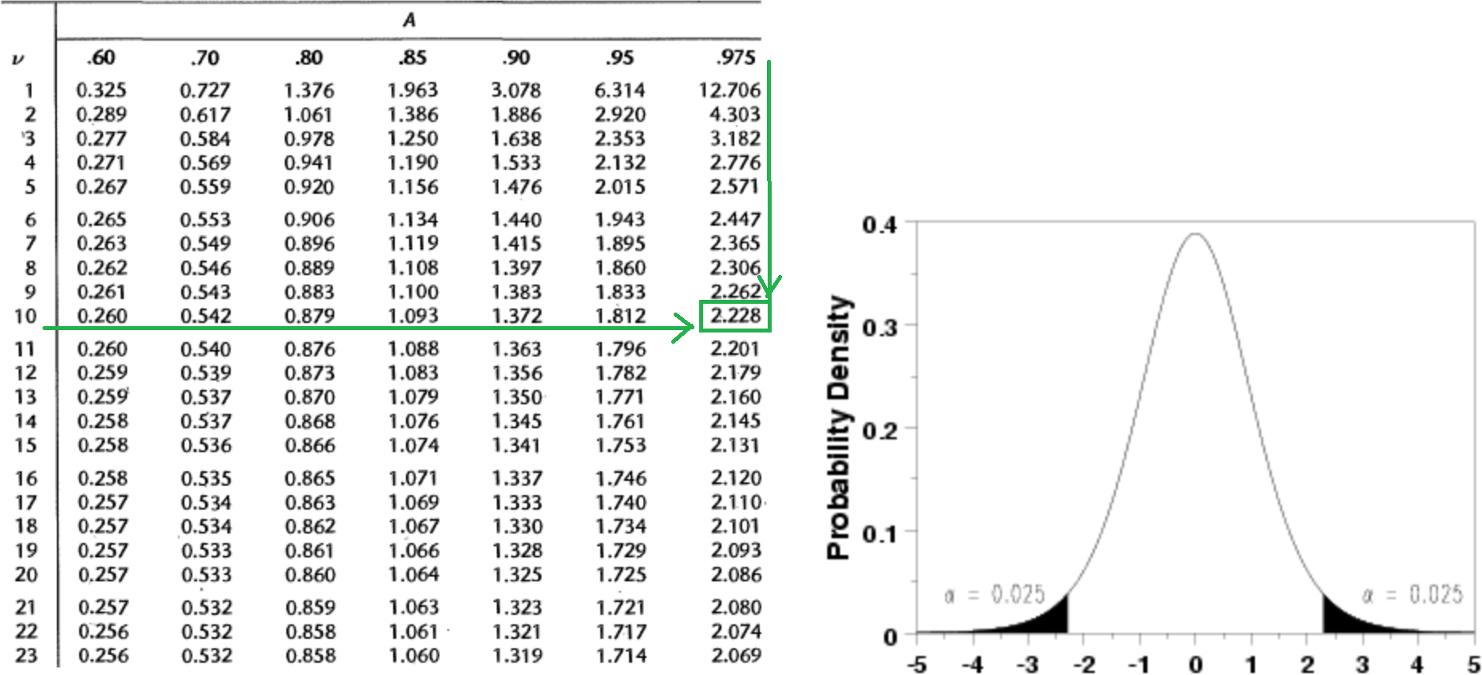 A
ν .60 .70 .80 .85 .90 .95 .975
1 0.325 0.727 1.376 1.963 3.078 6.314 12.706
2 0.289 0.617 1.061 1.386 1.886 2.920 4.303
3 0.277 0.584 0.978 1.250 1.638 2.353 3.182
4 0.271 0.569 0.941 1.190 1.533 2.132 2.776
5 0.267 0.559 0.920 1.156 1.476 2.015 2.571
6 0.265 0.553 0.906 1.134 1.440 1.943 2.447
7 0.263 0.549 0.896 1.119 1.415 1.895 2.365
8 0.262 0.546 0.889 1.108 1.397 1.860 2.306
9 0.261 0.543 0.883 1.100 1.383 1.833 2.262
10 0.260 0.542 0.879 1.093 1.372 1.812 2.228
11 0.260 0.540 0.876 1.088 1.363 1.796 2.201
12 0.259 0.539 0.873 1.083 1.356 1.782 2.179
13 0.259 0.537 0.870 1.079 1.350 1.771 2.160
14 0.258 0.537 0.868 1.076 1.345 1.761 2.145
15 0.258 0.536 0.866 1.074 1.341 1.753 2.131
16 0.258 0.535 0.865 1.071 1.337 1.746 2.120
17 0.257 0.534 0.863 1.069 1.333 1.740 2.110
18 0.257 0.534 0.862 1.067 1.330 1.734 2.101
19 0.257 0.533 0.861 1.066 1.328 1.729 2.093
20 0.257 0.533 0.860 1.064 1.325 1.725 2.086
21 0.257 0.532 0.859 1.063 1.323 1.721 2.080
22 0.256 0.532 0.858 1.061 1.321 1.717 2.074
23 0.256 0.532 0.858 1.060 1.319 1.714 2.069
Probability Density
0.4
0.3
0.2
0.1
0
α = 0.025 α = 0.025
-5 -4 -3 -2 -1 0 1 2 3 4 5